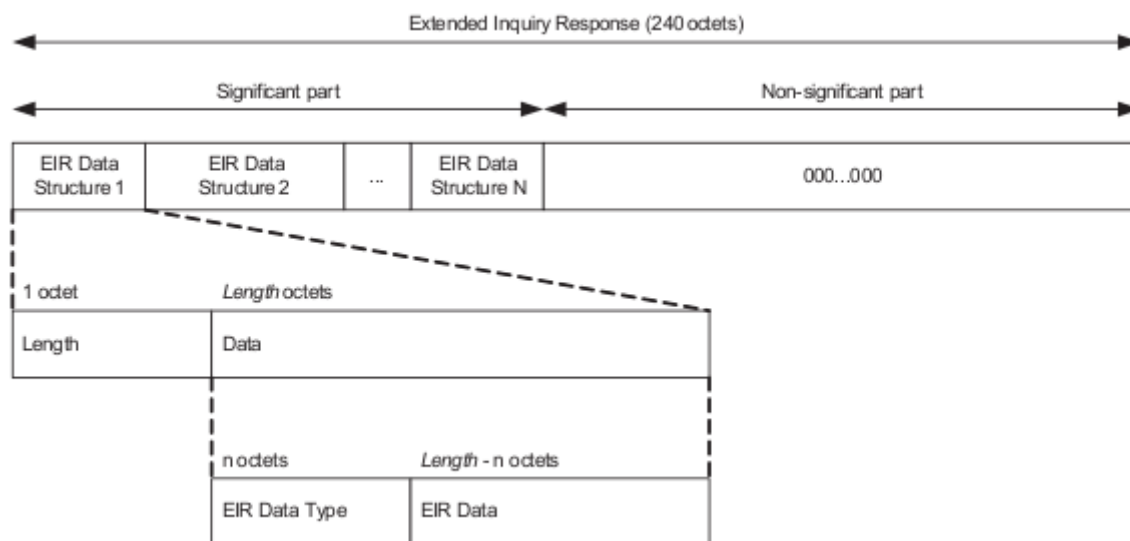 Extended Inquiry Response (240 octets)
Significant part
Non-significant part
EIR Data
Structure 1
EIR Data
Structure 2
...
EIR Data
Structure N
000...000
1 octet
Length octets
Length
Data
n octets
Length - n octets
EIR Data Type
EIR Data